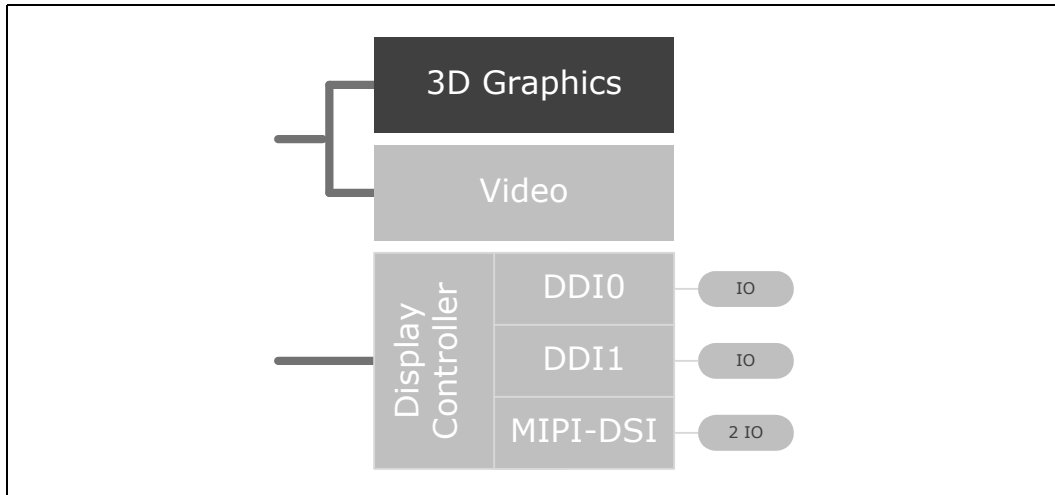 3D Graphics
Video
Display
Controller
DDI0
IO
DDI1
IO
MIPI-DSI
2 IO